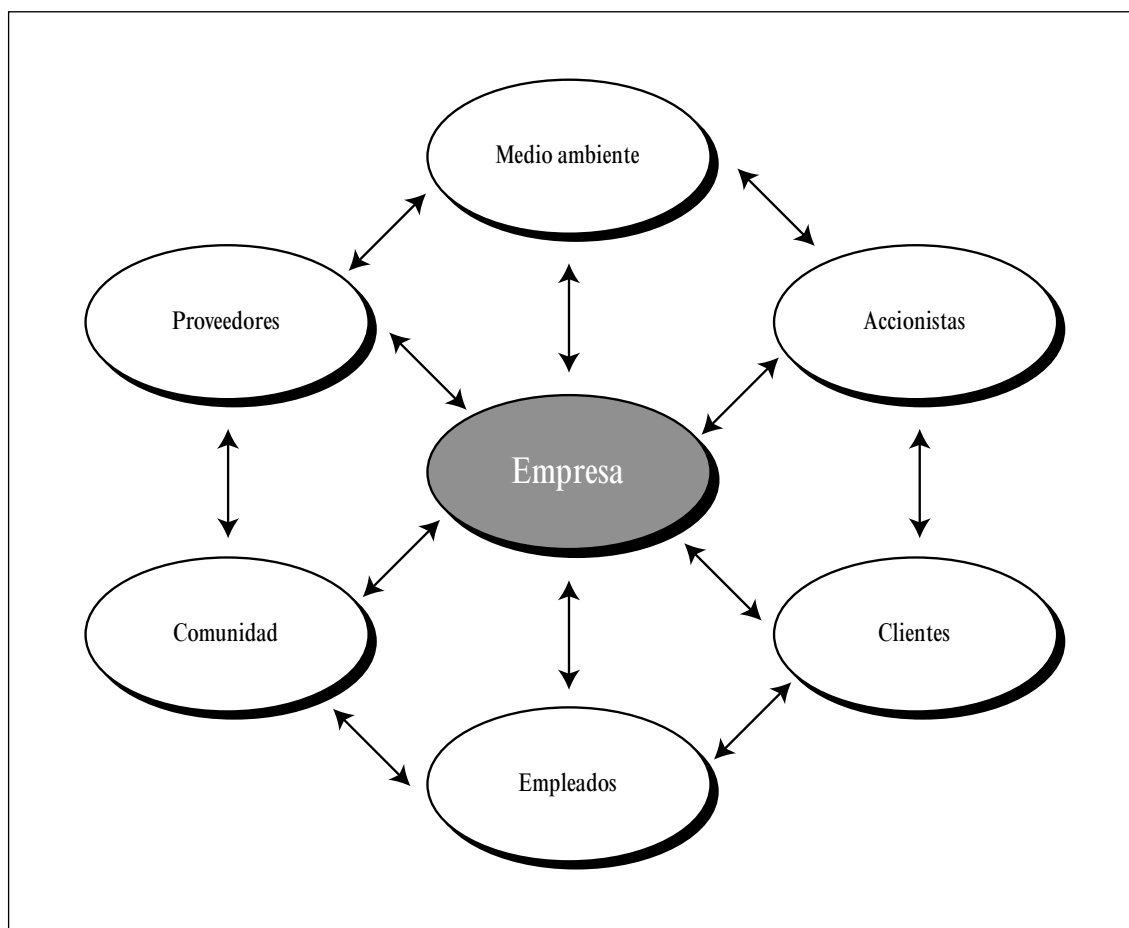 Medio ambiente
Proveedores
Accionistas
Empresa
Comunidad
Clientes
Empleados